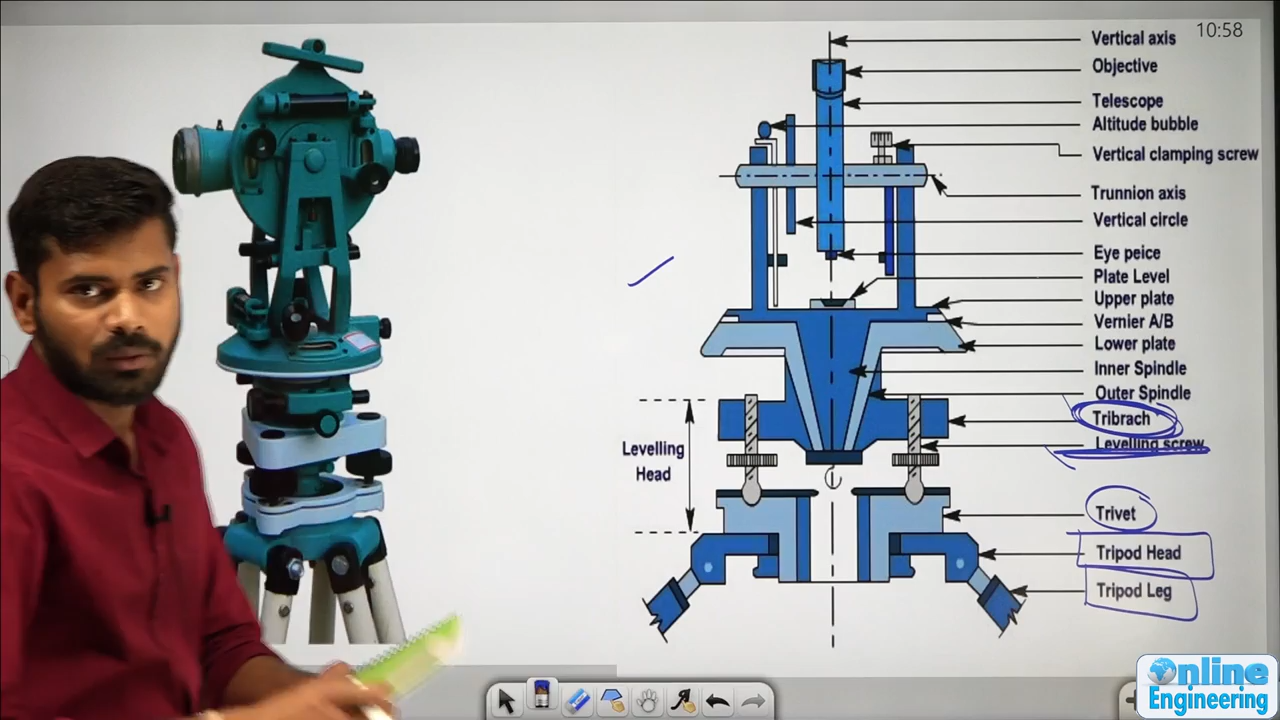 10:58
Vertical axis
Objective
Telescope
Altitude bubble
Vertical clamping screw
Trunnion axis
Vertical circle
Eye peice
Plate Level
Upper plate
Vernier A/B
Lower plate
Inner Spindle
Outer Spindle
Tribrach
Levelling screw
Levelling
Head
Trivet
Tripod Head
Tripod Leg
Online
Engineering